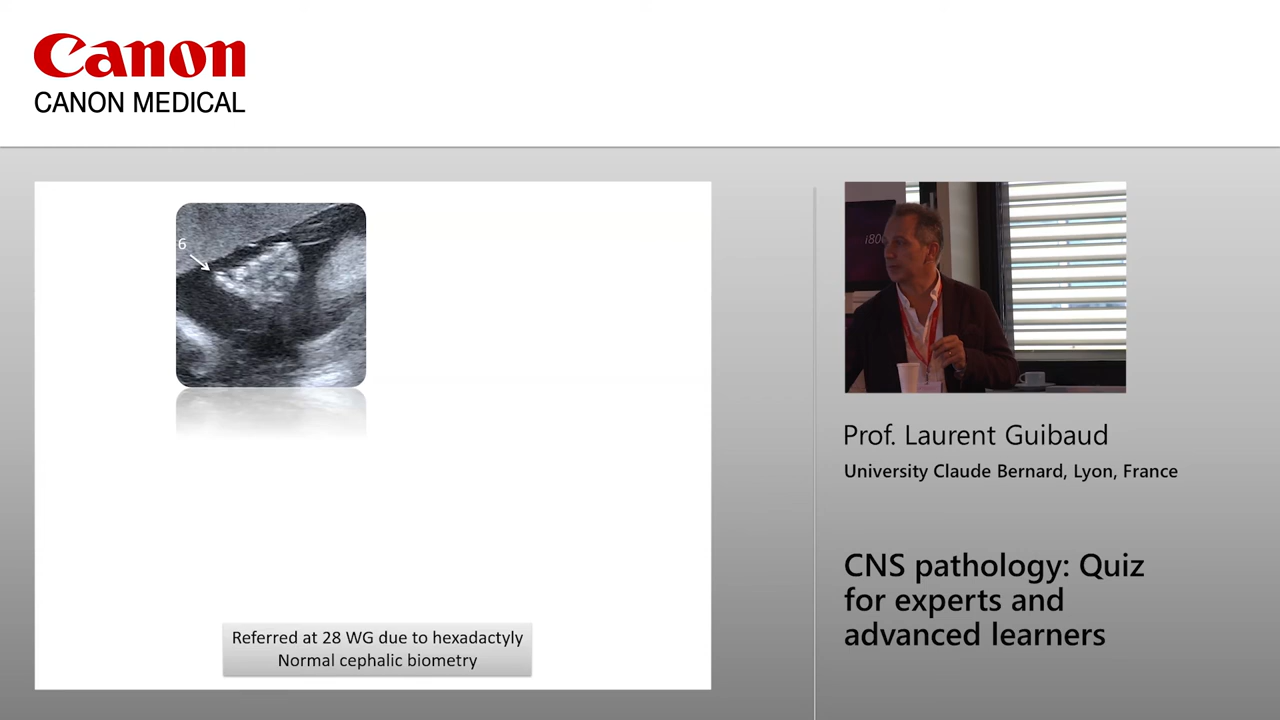 Canon
CANON MEDICAL
6
i800
Referred at 28 WG due to hexadactyly
Normal cephalic biometry
Prof. Laurent Guibaud
University Claude Bernard, Lyon, France
CNS pathology: Quiz
for experts and
advanced learners